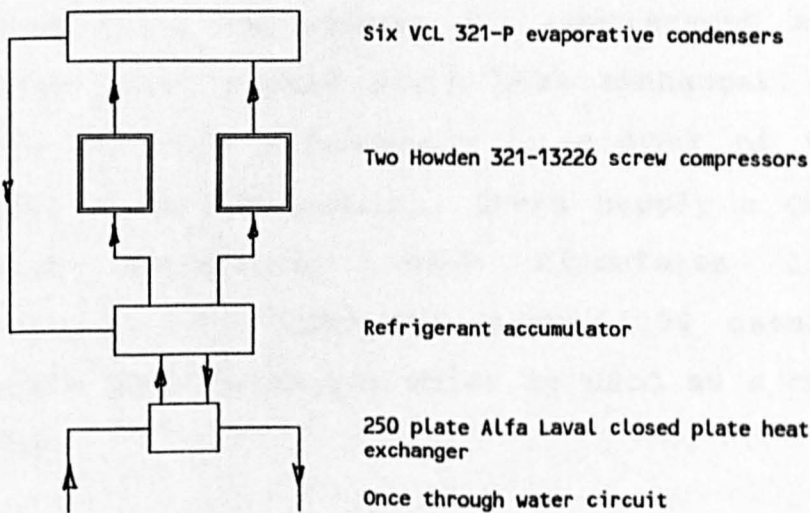 Six VCL 321-P evaporative condensers
Two Howden 321-13226 screw compressors
Refrigerant accumulator
250 plate Alfa Laval closed plate heat
exchanger
Once through water circuit